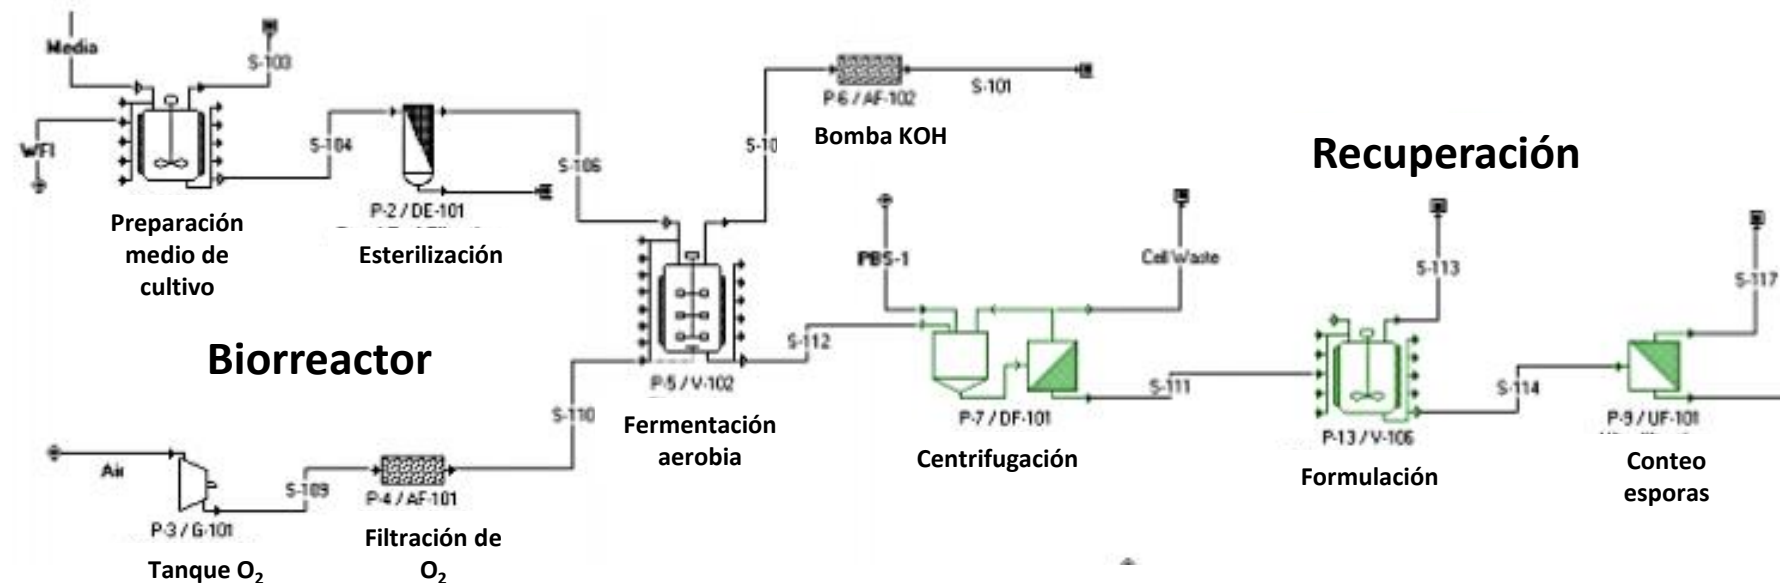 Media
S-103
WFI
S-104
P-2 / DE-101
Preparación
medio de
cultivo
Esterilización
S-106
S-10
P-6 / AF-102
S-101
Bomba KOH
Recuperación
Biorreactor
P-5 / V-102
Fermentación
aerobia
S-110
S-112
Air
S-109
P-3 / G-101
Tanque O₂
P-4 / AF-101
Filtración de
O₂
PBS-1
Cell Waste
P-7 / DF-101
Centrifugación
S-111
S-113
P-13 / V-106
Formulación
S-114
S-117
P-9 / UF-101
Conteo
esporas